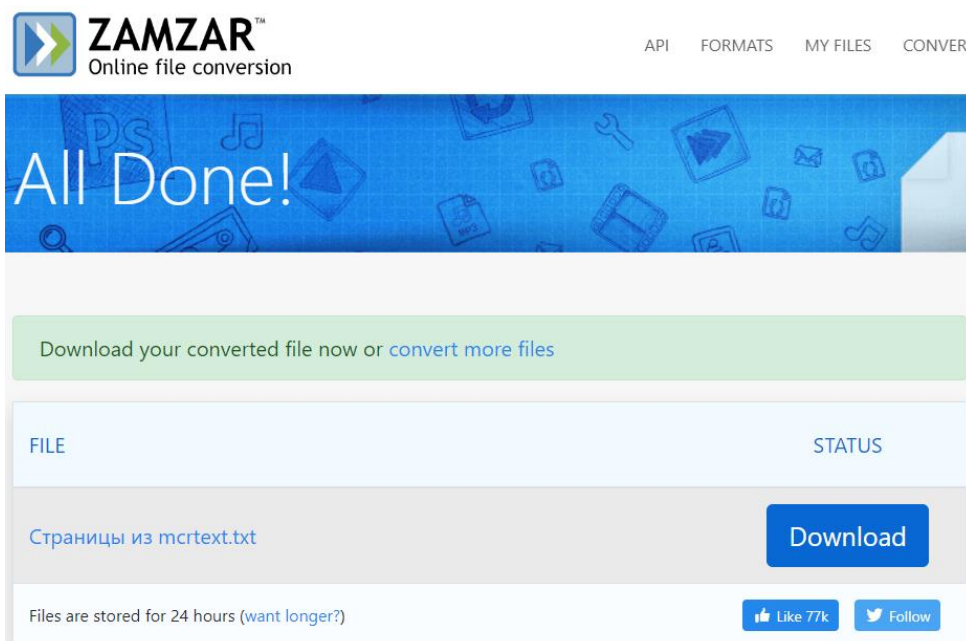 ZAMZAR™
Online file conversion
API FORMATS MY FILES CONVER
PS
MP3
All Done!
Download your converted file now or convert more files
FILE STATUS
Страницы из mcrtext.txt Download
Files are stored for 24 hours (want longer?) Like 77k Follow